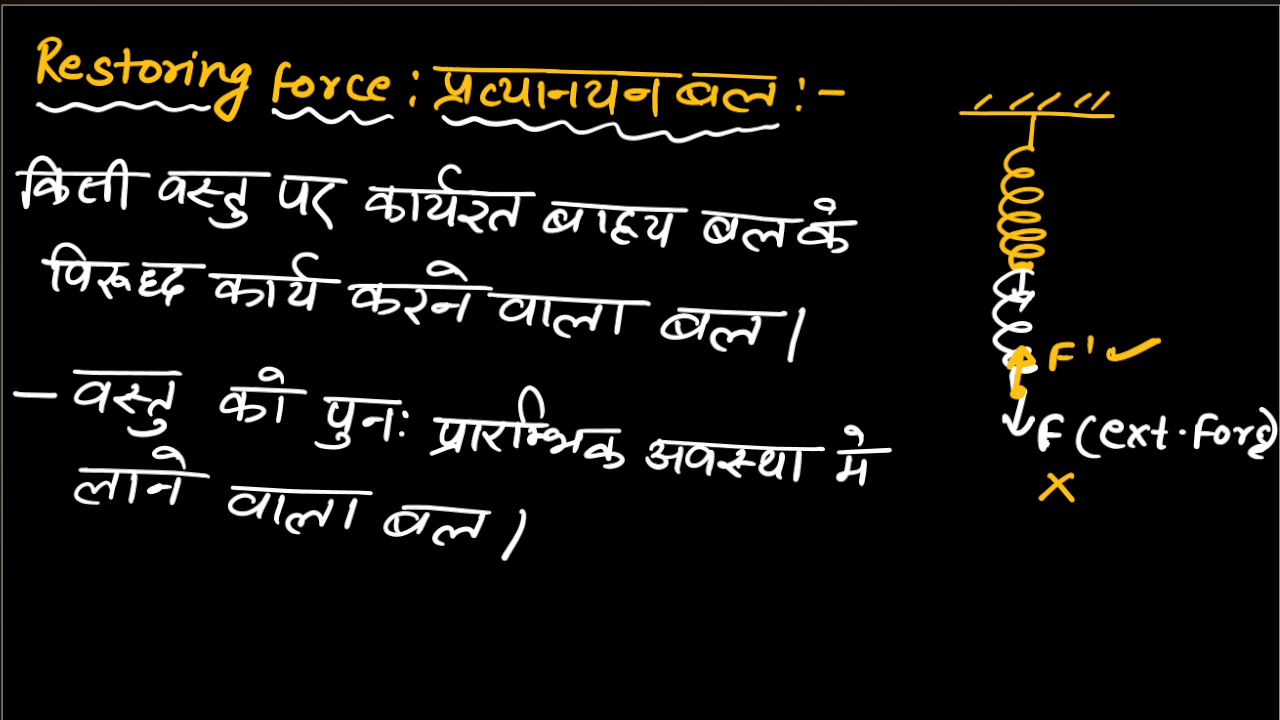 Restoring force : प्रत्यानयन बल :-
किसी वस्तु पर कार्यरत बाह्य बल के
विरूध्द कार्य करने वाला बल।
- वस्तु को पुनः प्रारम्भिक अवस्था मे
लाने वाला बल।
F' ✓
F (ext. Force)
×